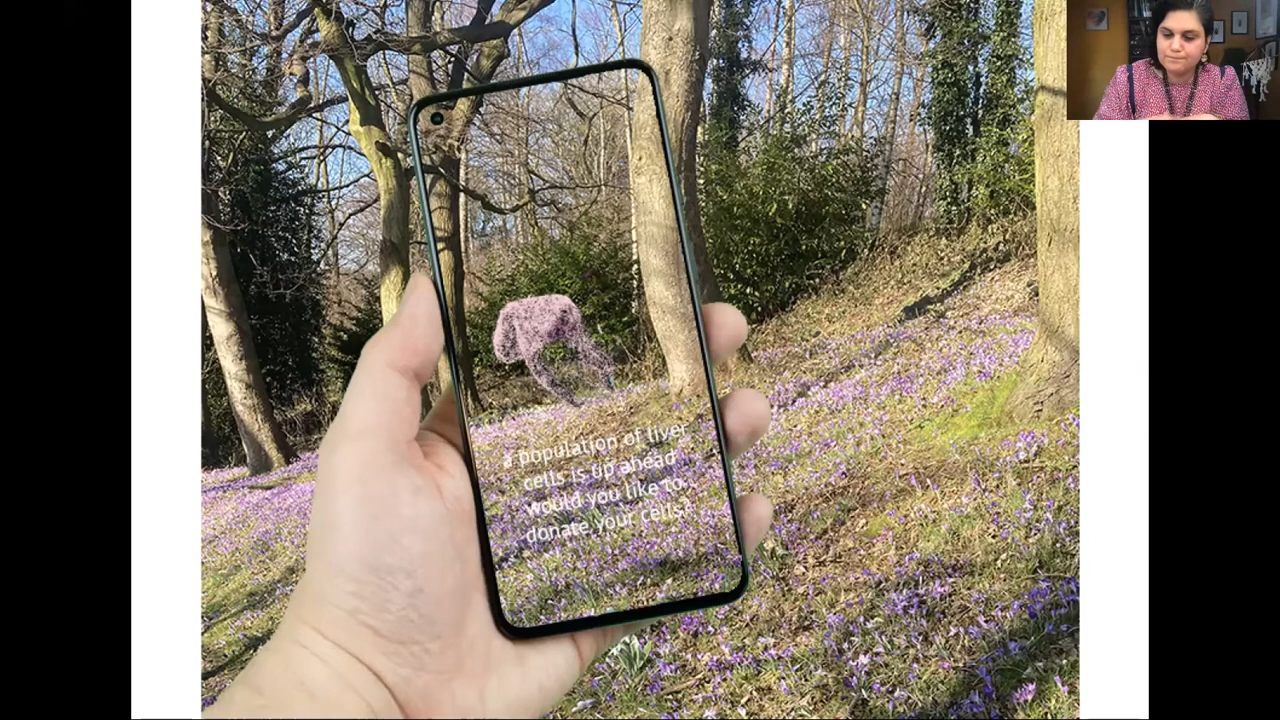 a population of liver
cells is up ahead
would you like to
donate your cells?